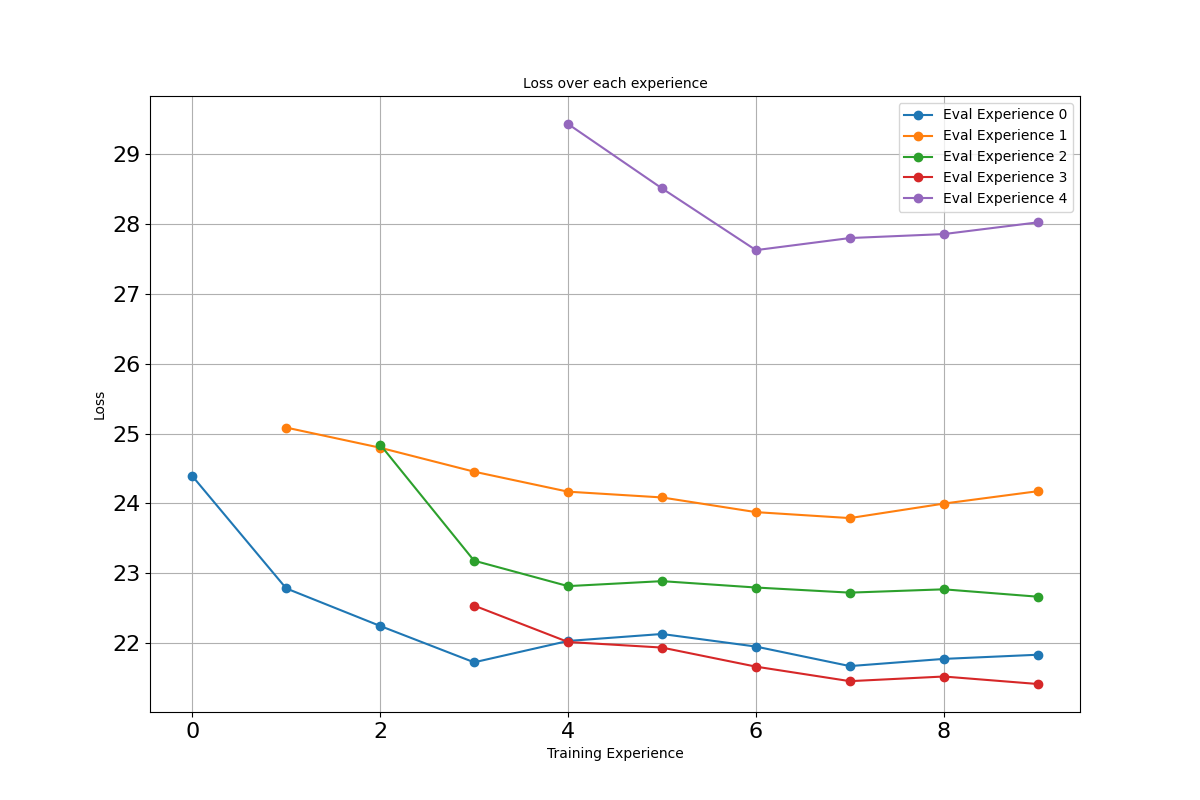 Loss over each experience
Eval Experience 0
Eval Experience 1
Eval Experience 2
Eval Experience 3
Eval Experience 4
29
28
27
26
25
24
23
22
Loss
0 2 4 6 8
Training Experience